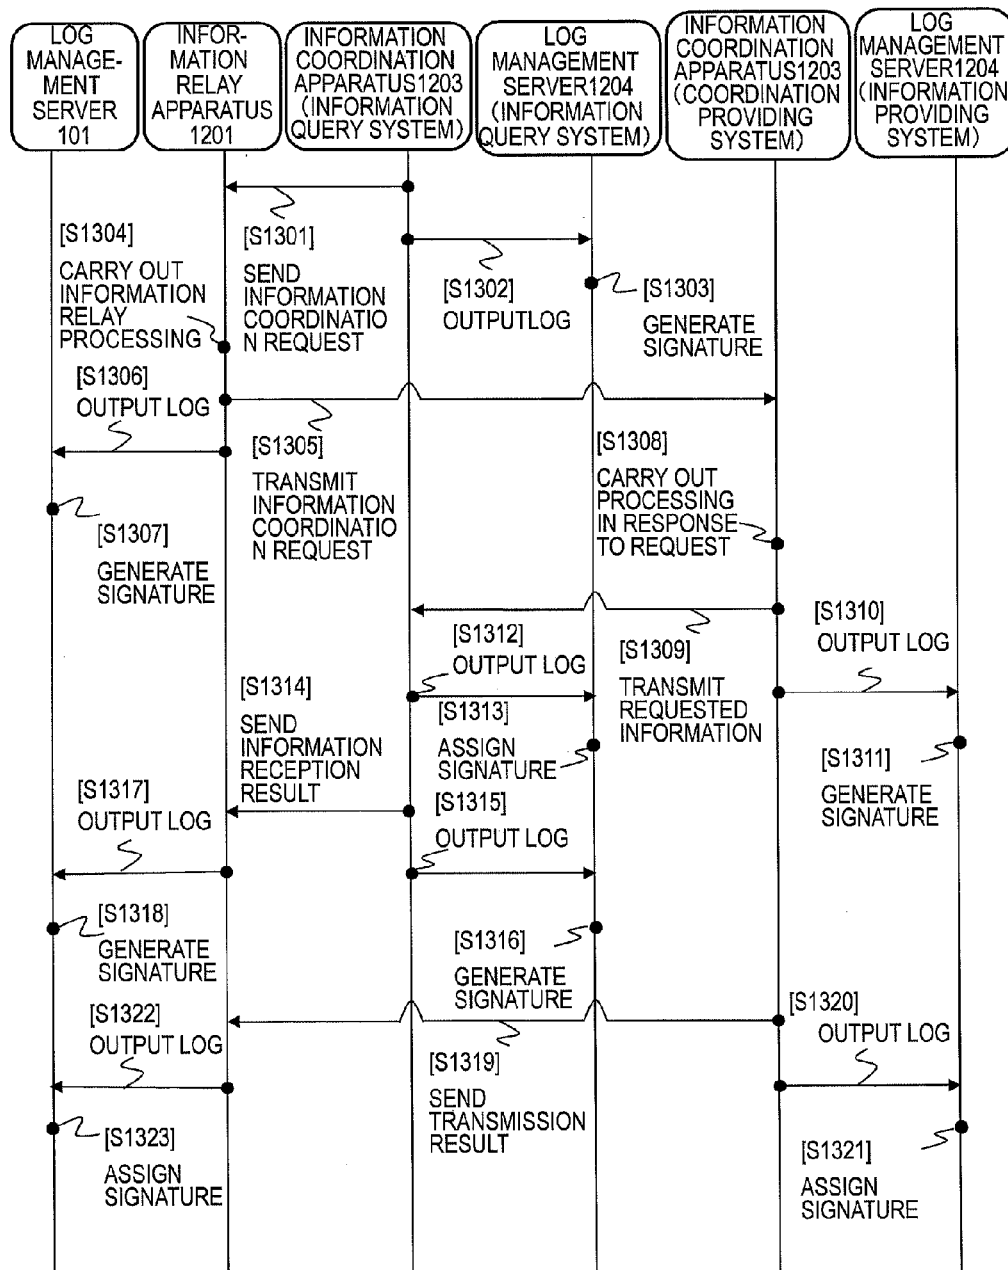 LOG
MANAGE-
MENT
SERVER
101
INFOR-
MATION
RELAY
APPARATUS
1201
INFORMATION
COORDINATION
APPARATUS1203
(INFORMATION
QUERY SYSTEM)
LOG
MANAGEMENT
SERVER1204
(INFORMATION
QUERY SYSTEM)
INFORMATION
COORDINATION
APPARATUS1203
(COORDINATION
PROVIDING
SYSTEM)
LOG
MANAGEMENT
SERVER1204
(INFORMATION
PROVIDING
SYSTEM)
[S1301]
SEND
INFORMATION
COORDINATIO
N REQUEST
[S1302]
OUTPUTLOG
[S1303]
GENERATE
SIGNATURE
[S1304]
CARRY OUT
INFORMATION
RELAY
PROCESSING
[S1306]
OUTPUT LOG
[S1305]
TRANSMIT
INFORMATION
COORDINATIO
N REQUEST
[S1307]
GENERATE
SIGNATURE
[S1308]
CARRY OUT
PROCESSING
IN RESPONSE
TO REQUEST
[S1309]
TRANSMIT
REQUESTED
INFORMATION
[S1310]
OUTPUT LOG
[S1311]
GENERATE
SIGNATURE
[S1312]
OUTPUT LOG
[S1313]
ASSIGN
SIGNATURE
[S1314]
SEND
INFORMATION
RECEPTION
RESULT
[S1315]
OUTPUT LOG
[S1316]
GENERATE
SIGNATURE
[S1317]
OUTPUT LOG
[S1318]
GENERATE
SIGNATURE
[S1319]
SEND
TRANSMISSION
RESULT
[S1320]
OUTPUT LOG
[S1321]
ASSIGN
SIGNATURE
[S1322]
OUTPUT LOG
[S1323]
ASSIGN
SIGNATURE